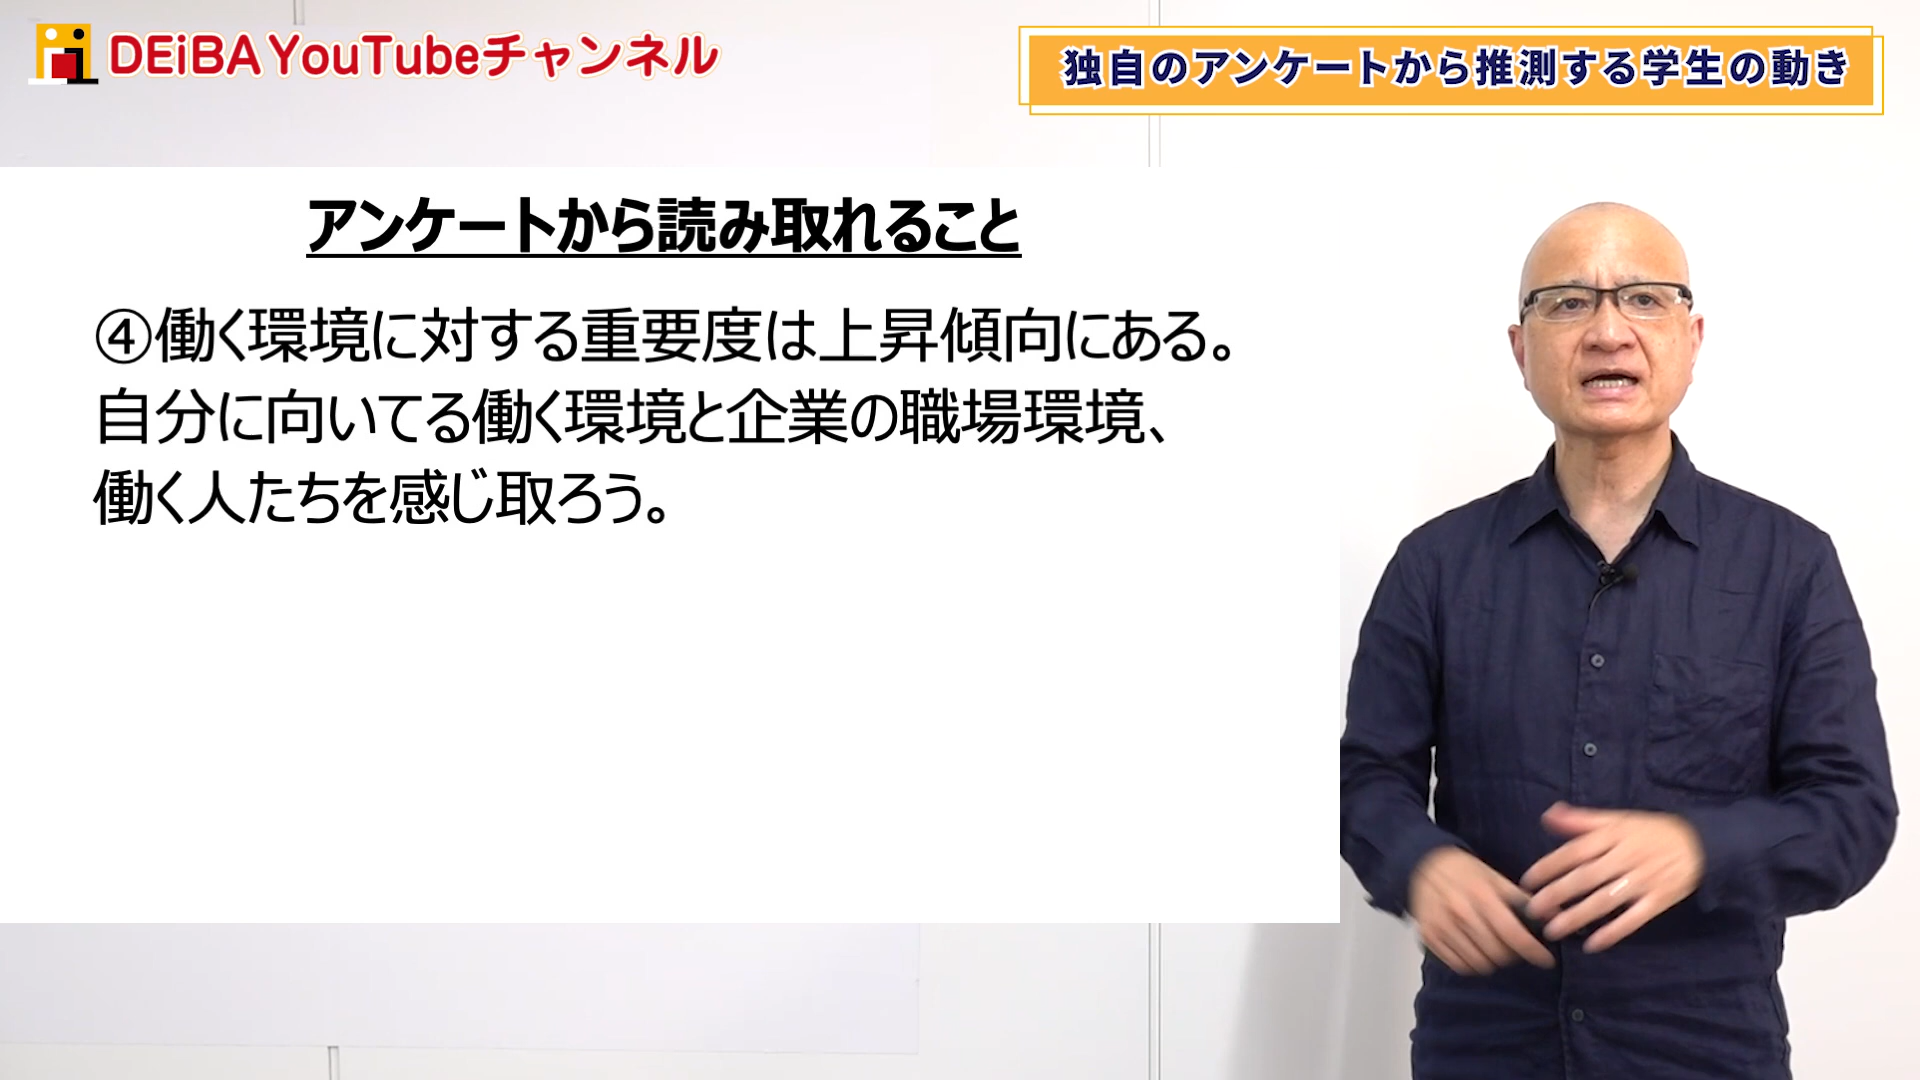 DEiBA YouTubeチャンネル
独自のアンケートから推測する学生の動き
アンケートから読み取れること
④働く環境に対する重要度は上昇傾向にある。
自分に向いてる働く環境と企業の職場環境、
働く人たちを感じ取ろう。